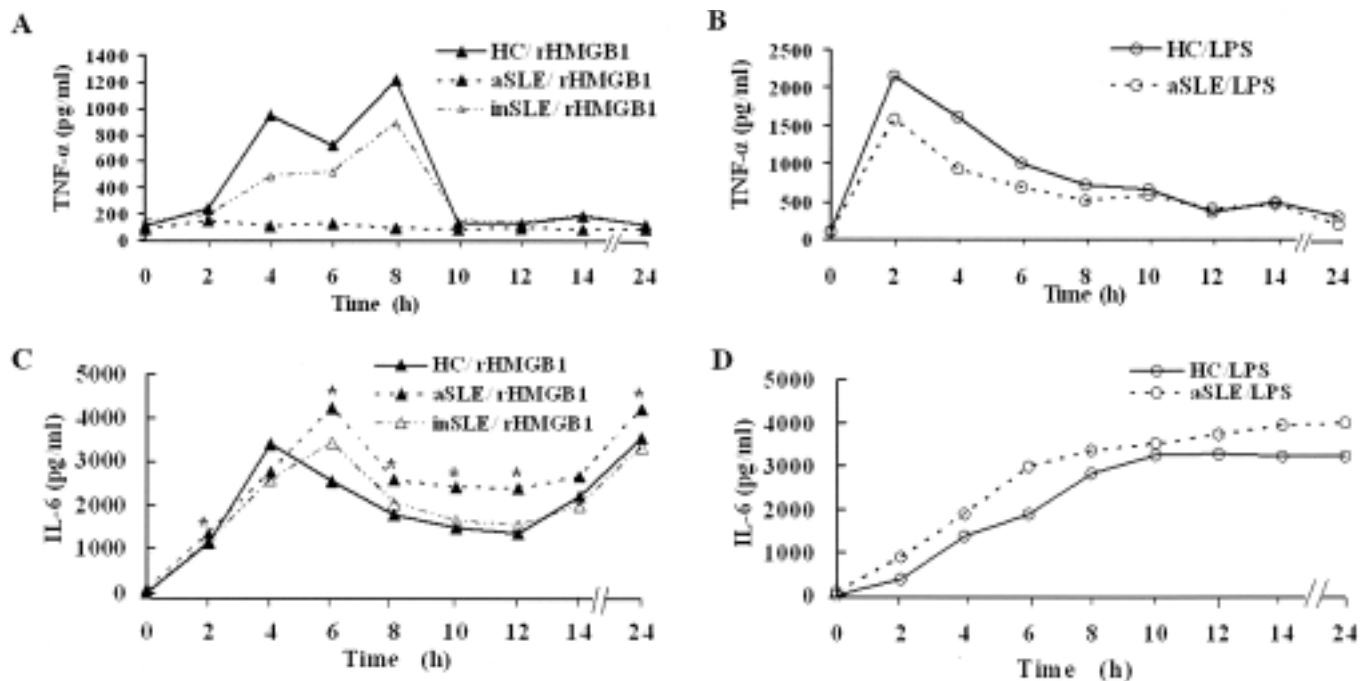 A
TNF-α (pg/ml)
1400
1200
1000
800
600
400
200
0
HC/rHMGB1
aSLE/rHMGB1
inSLE/rHMGB1
0 2 4 6 8 10 12 14 24
Time (h)
B
TNF-α (pg/ml)
2500
2000
1500
1000
500
0
HC/LPS
aSLE/LPS
0 2 4 6 8 10 12 14 24
Time (h)
C
IL-6 (pg/ml)
5000
4000
3000
2000
1000
0
HC/rHMGB1
aSLE/rHMGB1
inSLE/rHMGB1
* * * * * *
0 2 4 6 8 10 12 14 24
Time (h)
D
IL-6 (pg/ml)
5000
4000
3000
2000
1000
0
HC/LPS
aSLE/LPS
0 2 4 6 8 10 12 14 24
Time (h)